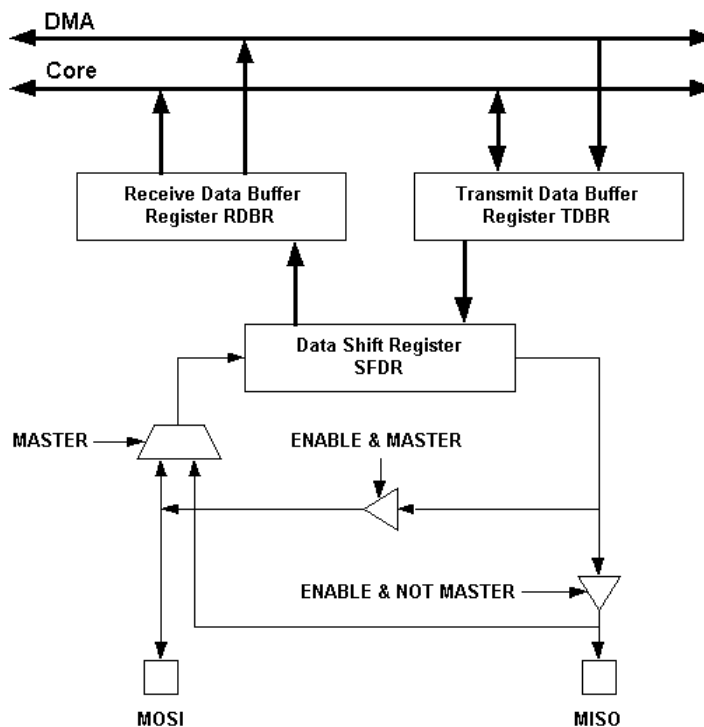 DMA
Core
Receive Data Buffer
Register RDBR
Transmit Data Buffer
Register TDBR
Data Shift Register
SFDR
MASTER
ENABLE & MASTER
ENABLE & NOT MASTER
MOSI
MISO